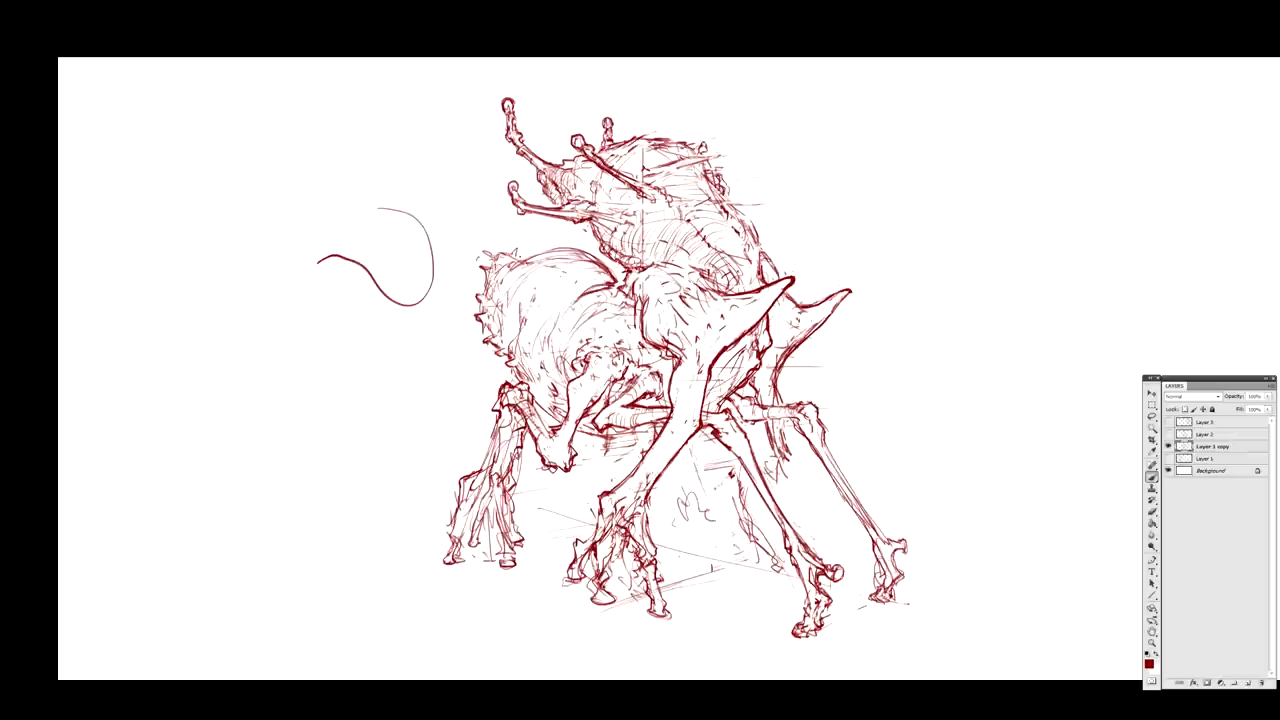 LAYERS
Normal Opacity: 100%
Lock: Fill: 100%
Layer 3
Layer 2
Layer 1 copy
Layer 1
Background